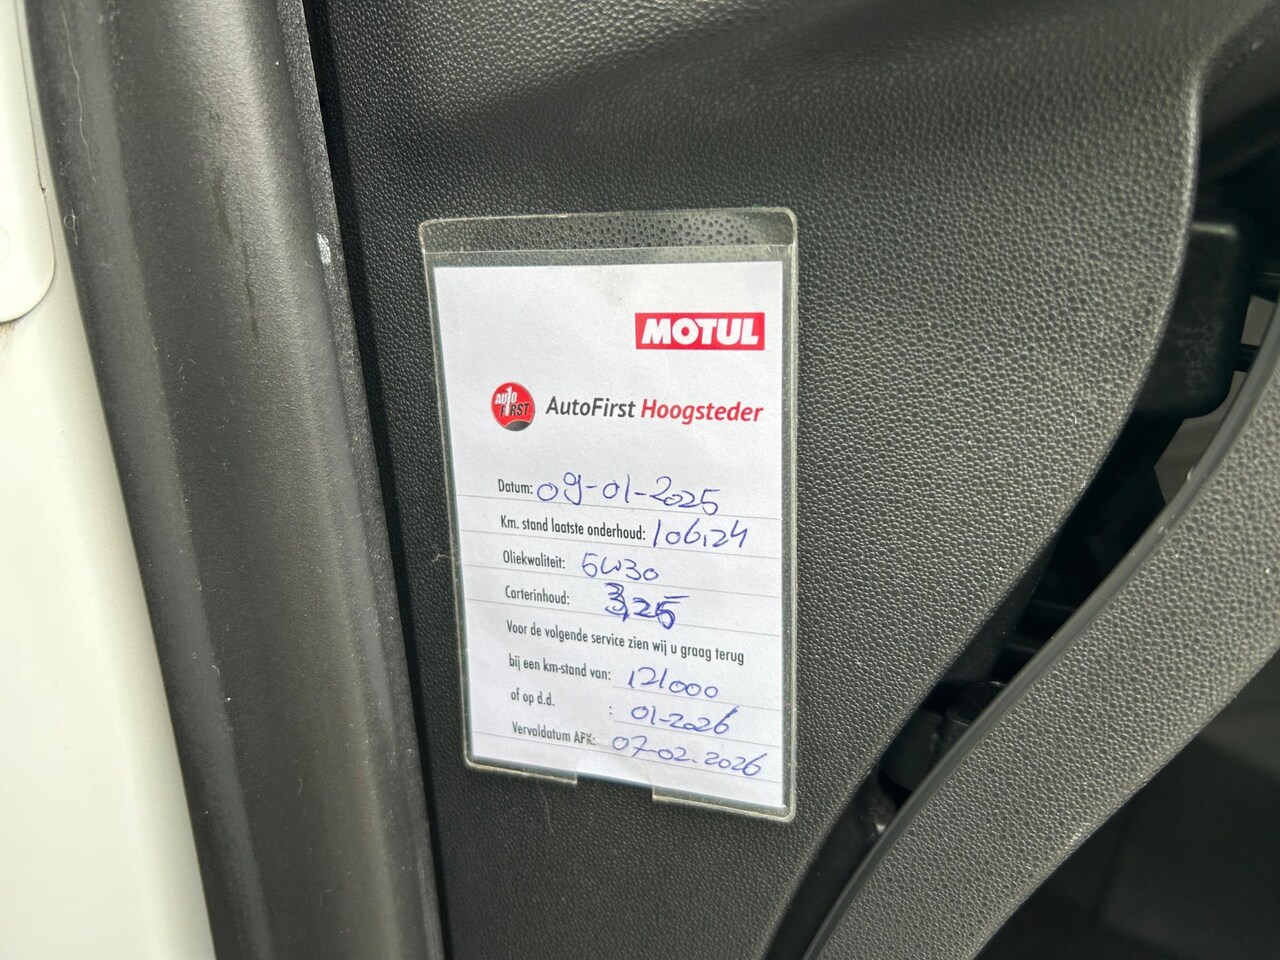 MOTUL
AUTO FIRST AutoFirst Hoogsteder
Datum: 09-01-2025
Km. stand laatste onderhoud: 106,24
Oliekwaliteit: 5W30
Carterinhoud: 3,25
Voor de volgende service zien wij u graag terug
bij een km-stand van: 121000
of op d.d. : 01-2026
Vervaldatum APK: 07-02-2026